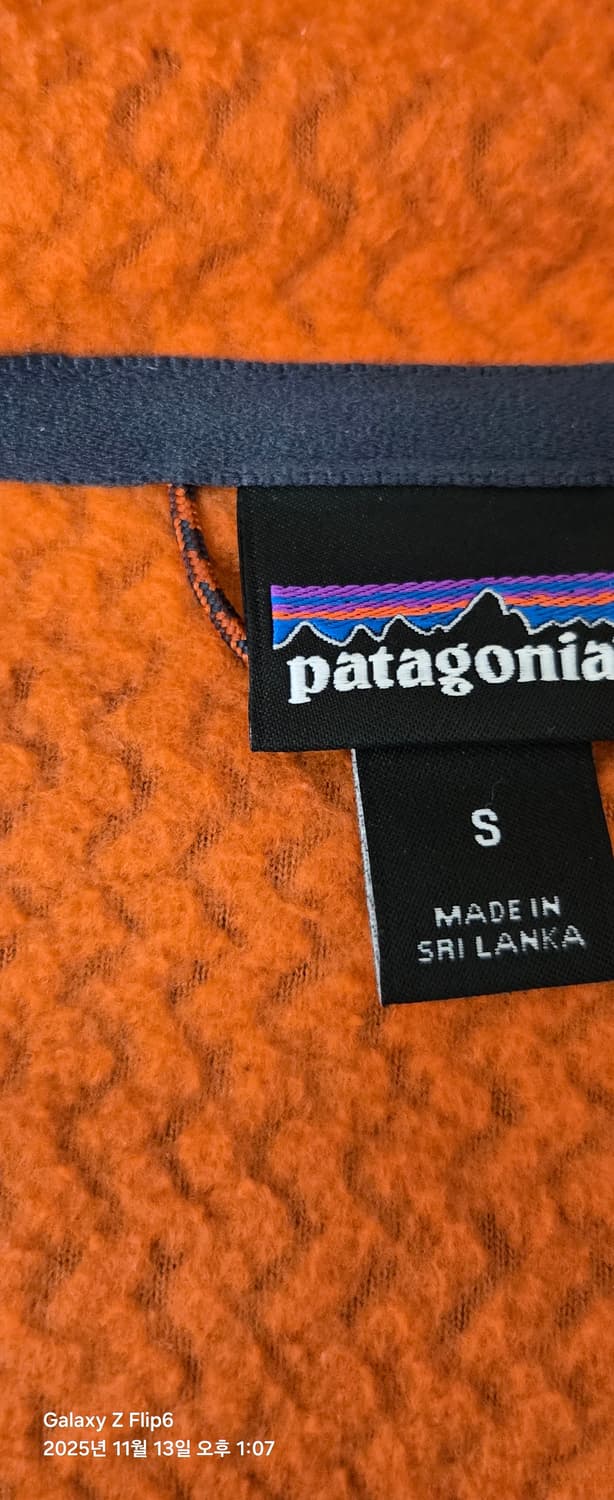 patagonia
S
MADE IN
SRI LANKA
Galaxy Z Flip6
2025년 11월 13일 오후 1:07